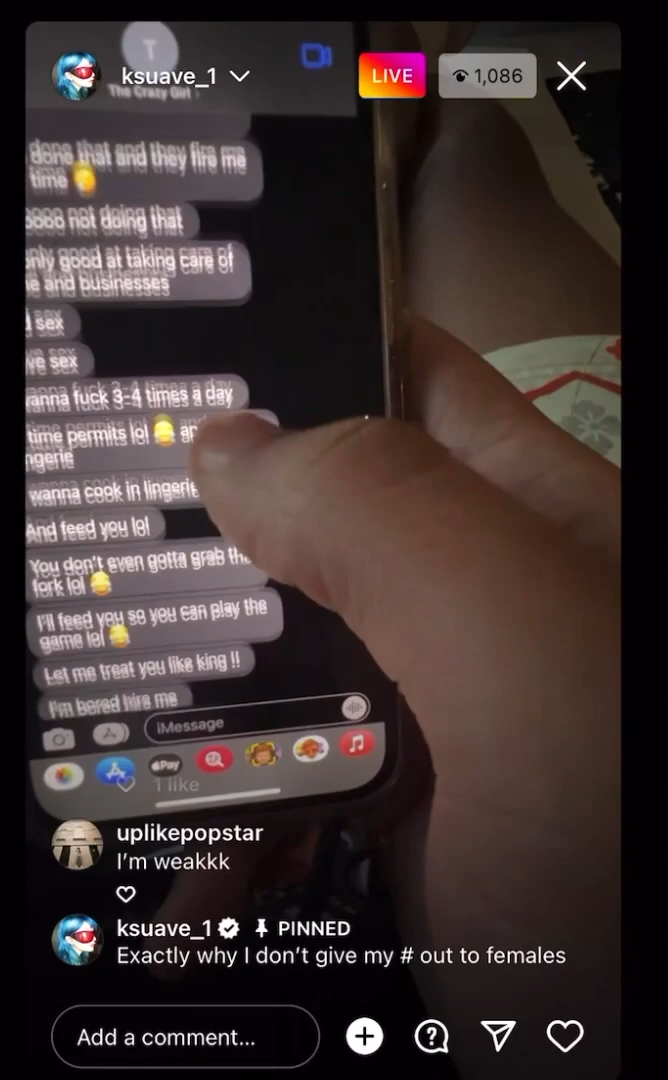 T
ksuave_1
LIVE
1,086
The Crazy Girl
done that and they fire me
time
not doing that
only good at taking care of
and businesses
sex
sex
wanna fuck 3-4 times a day
time permits lol
wanna cook in lingerie
And feed you lol
You don't even gotta grab the
fork lol
I'll feed you so you can play the
game lol
Let me treat you like king !!
I'm bored hire me
iMessage
Pay
1 like
uplikepopstar
I'm weakkk
ksuave_1 PINNED
Exactly why I don't give my # out to females
Add a comment...